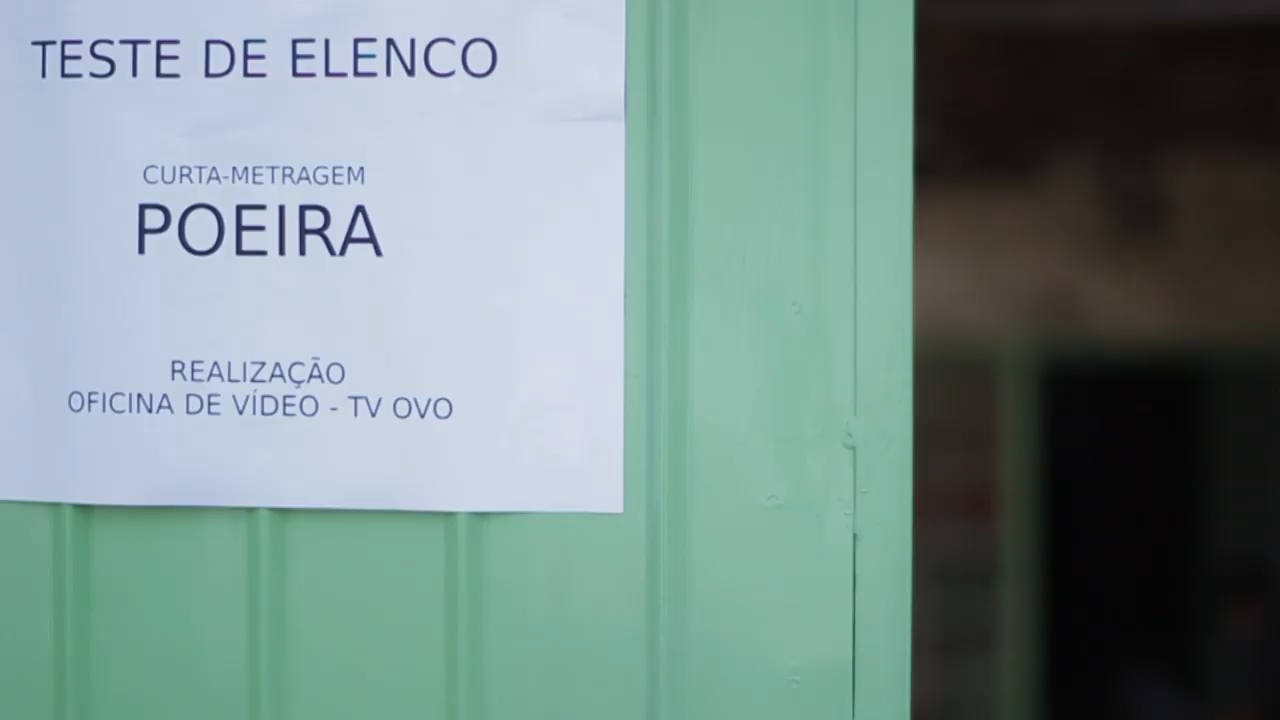 TESTE DE ELENCO
CURTA-METRAGEM
POEIRA
REALIZAÇÃO
OFICINA DE VÍDEO - TV OVO